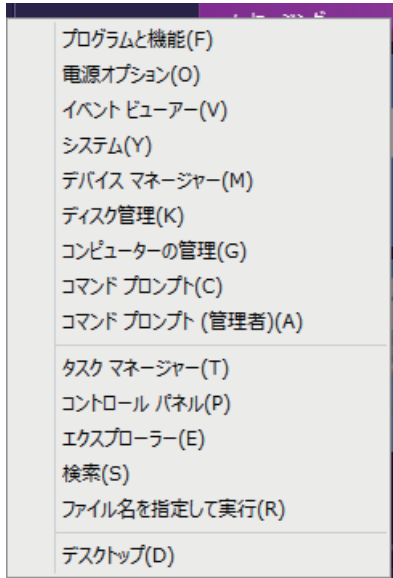 プログラムと機能(F)
電源オプション(O)
イベント ビューアー(V)
システム(Y)
デバイス マネージャー(M)
ディスク管理(K)
コンピューターの管理(G)
コマンド プロンプト(C)
コマンド プロンプト (管理者)(A)
タスク マネージャー(T)
コントロール パネル(P)
エクスプローラー(E)
検索(S)
ファイル名を指定して実行(R)
デスクトップ(D)